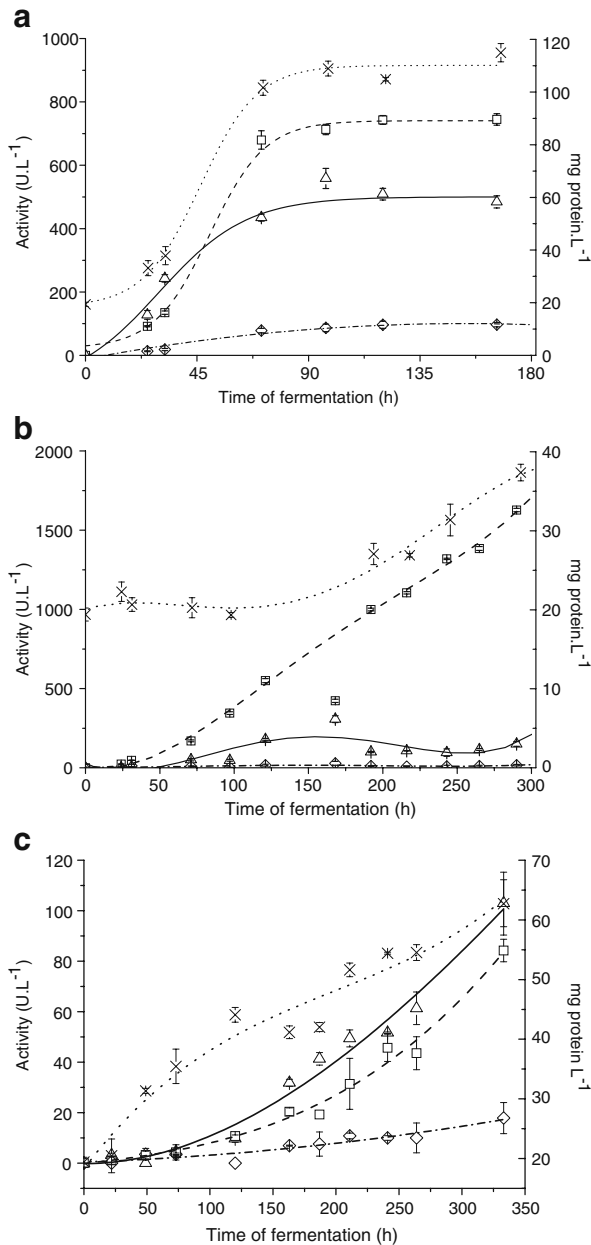 a
1000
800
600
400
200
0
Activity (U.L⁻¹)
120
100
80
60
40
20
0
mg protein.L⁻¹
0 45 90 135 180
Time of fermentation (h)
b
2000
1500
1000
500
0
Activity (U.L⁻¹)
40
30
20
10
0
mg protein.L⁻¹
0 50 100 150 200 250 300
Time of fermentation (h)
c
120
100
80
60
40
20
0
Activity (U.L⁻¹)
70
60
50
40
30
20
mg protein L⁻¹
0 50 100 150 200 250 300 350
Time of fermentation (h)